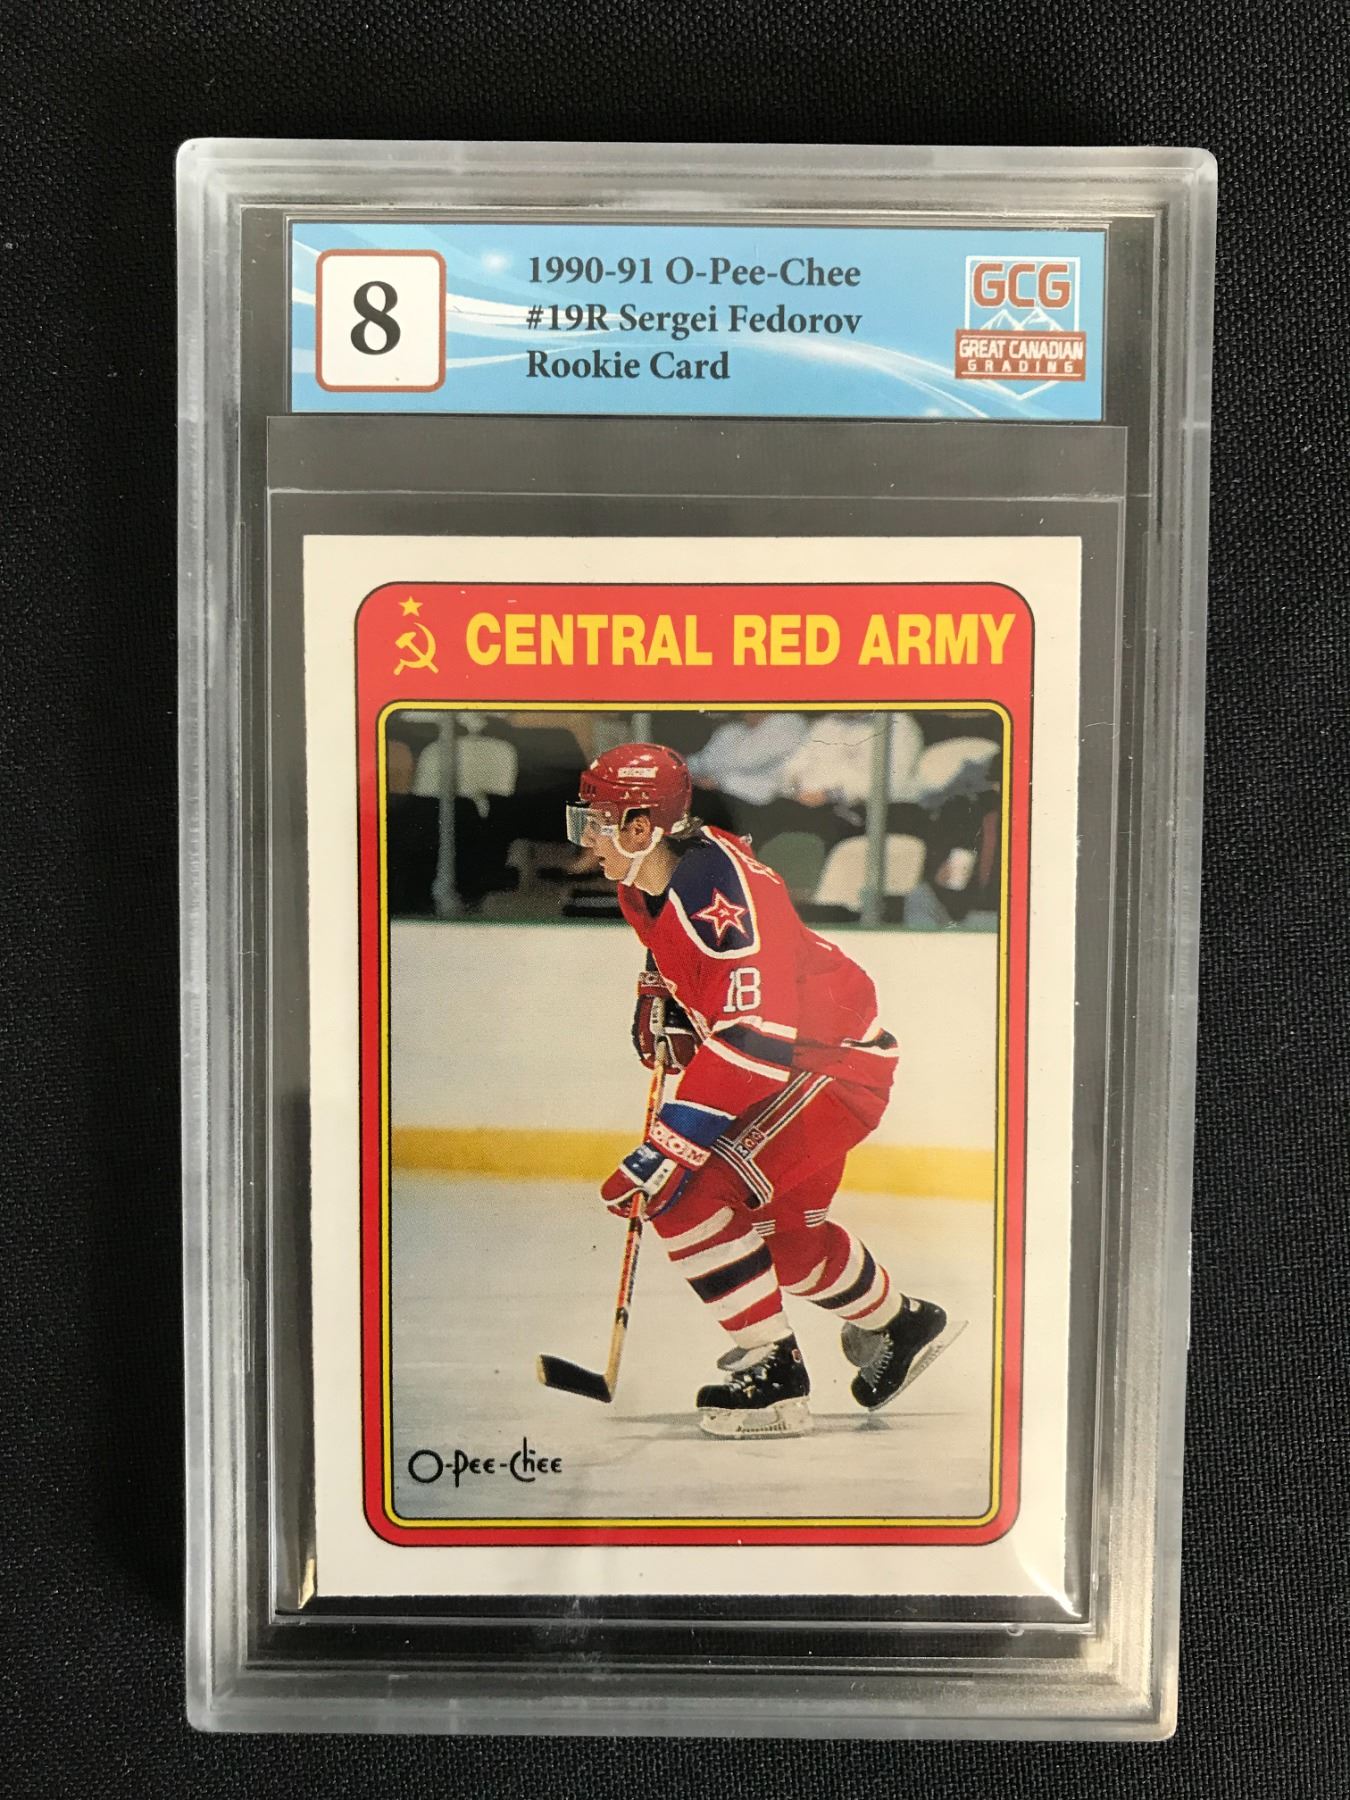 8
1990-91 O-Pee-Chee
#19R Sergei Fedorov
Rookie Card
GCG
GREAT CANADIAN
GRADING
CENTRAL RED ARMY
18
O-Pee-Chee